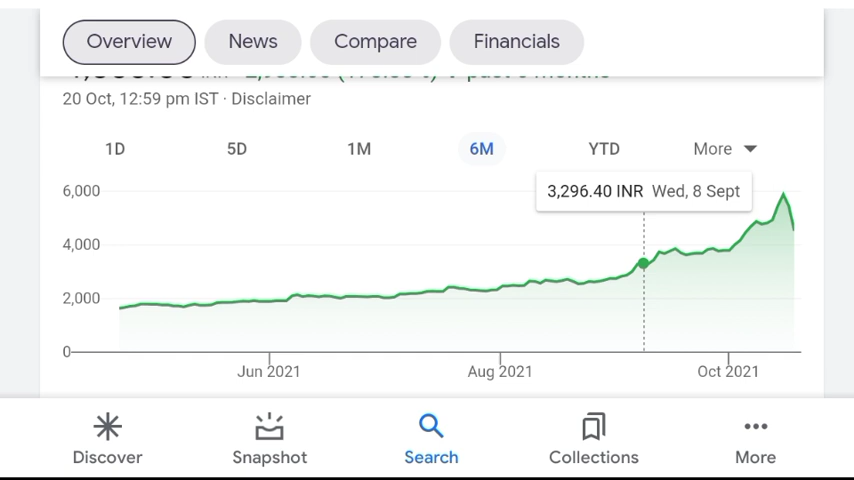 Overview News Compare Financials
20 Oct, 12:59 pm IST · Disclaimer
1D 5D 1M 6M YTD More
3,296.40 INR Wed, 8 Sept
6,000
4,000
2,000
0
Jun 2021 Aug 2021 Oct 2021
Discover Snapshot Search Collections More